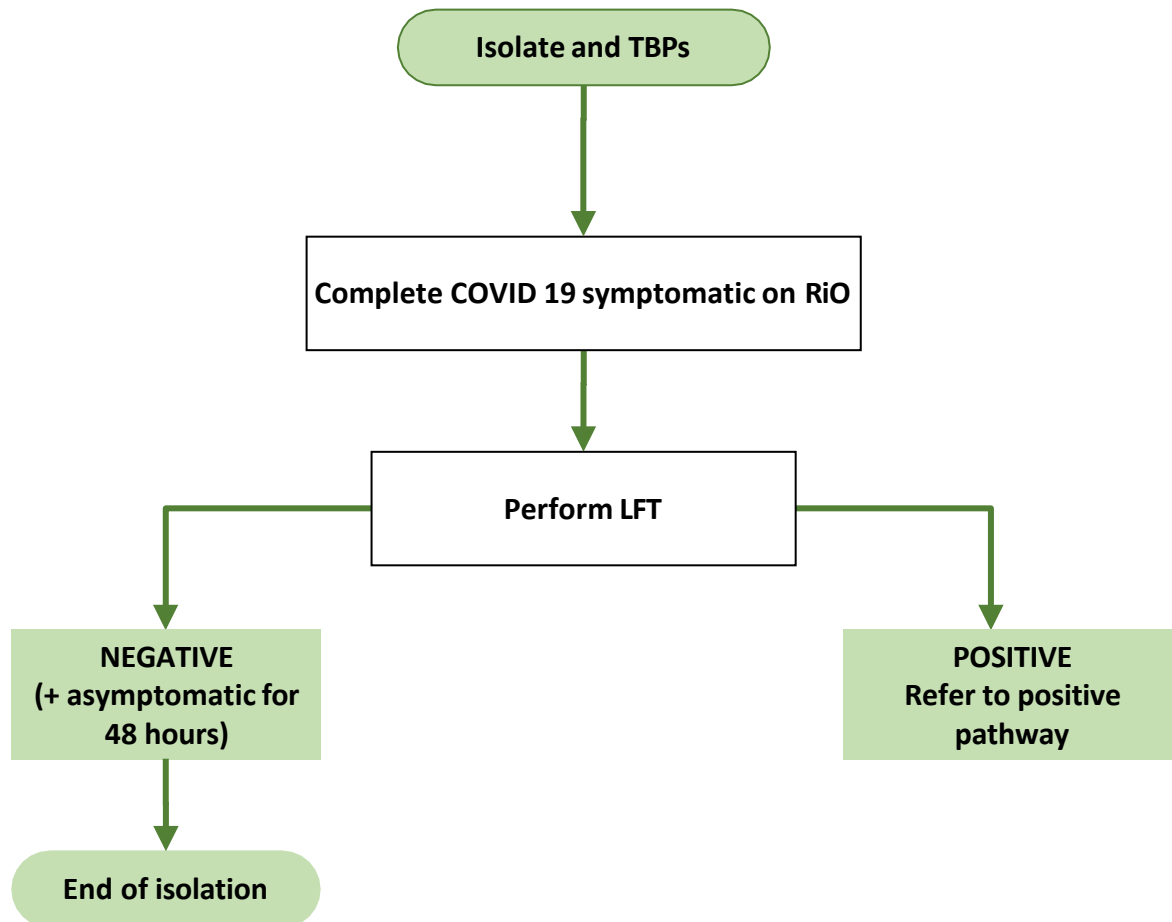 Isolate and TBPs
Complete COVID 19 symptomatic on RiO
Perform LFT
NEGATIVE
(+ asymptomatic for
48 hours)
POSITIVE
Refer to positive
pathway
End of isolation